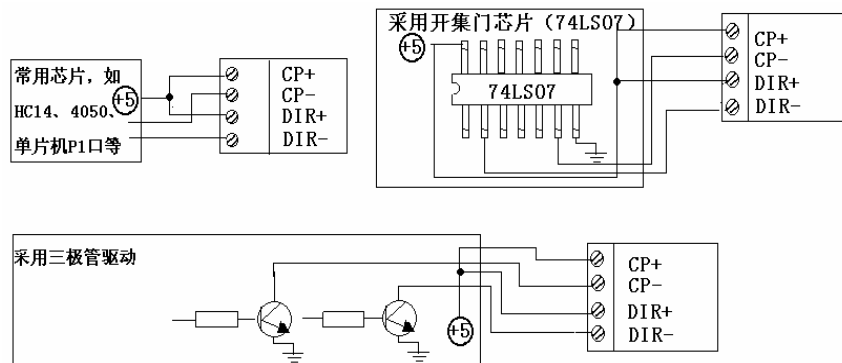 常用芯片，如
HC14、4050、
单片机P1口等
+5
CP+
CP-
DIR+
DIR-
采用开集门芯片（74LS07）
+5
74LS07
CP+
CP-
DIR+
DIR-
采用三极管驱动
+5
CP+
CP-
DIR+
DIR-